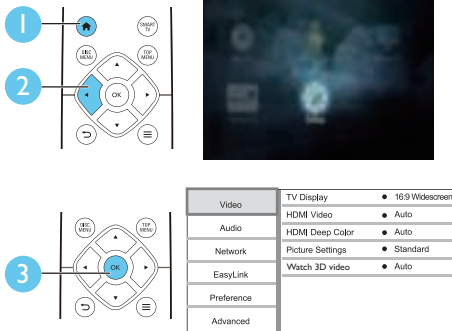 1
SMART TV
DISC MENU
TOP MENU
2
OK
DISC MENU
TOP MENU
3
OK
Video
Audio
Network
EasyLink
Preference
Advanced
TV Display ● 16:9 Widescreen
HDMI Video ● Auto
HDMI Deep Color ● Auto
Picture Settings ● Standard
Watch 3D video ● Auto